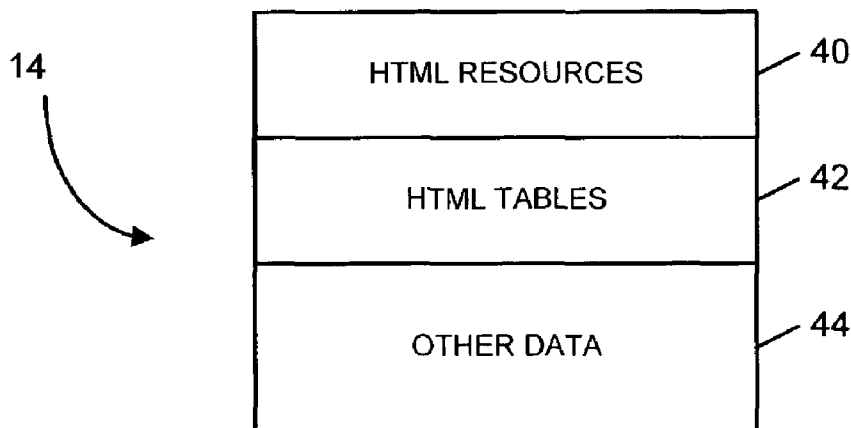 14
HTML RESOURCES
40
HTML TABLES
42
OTHER DATA
44